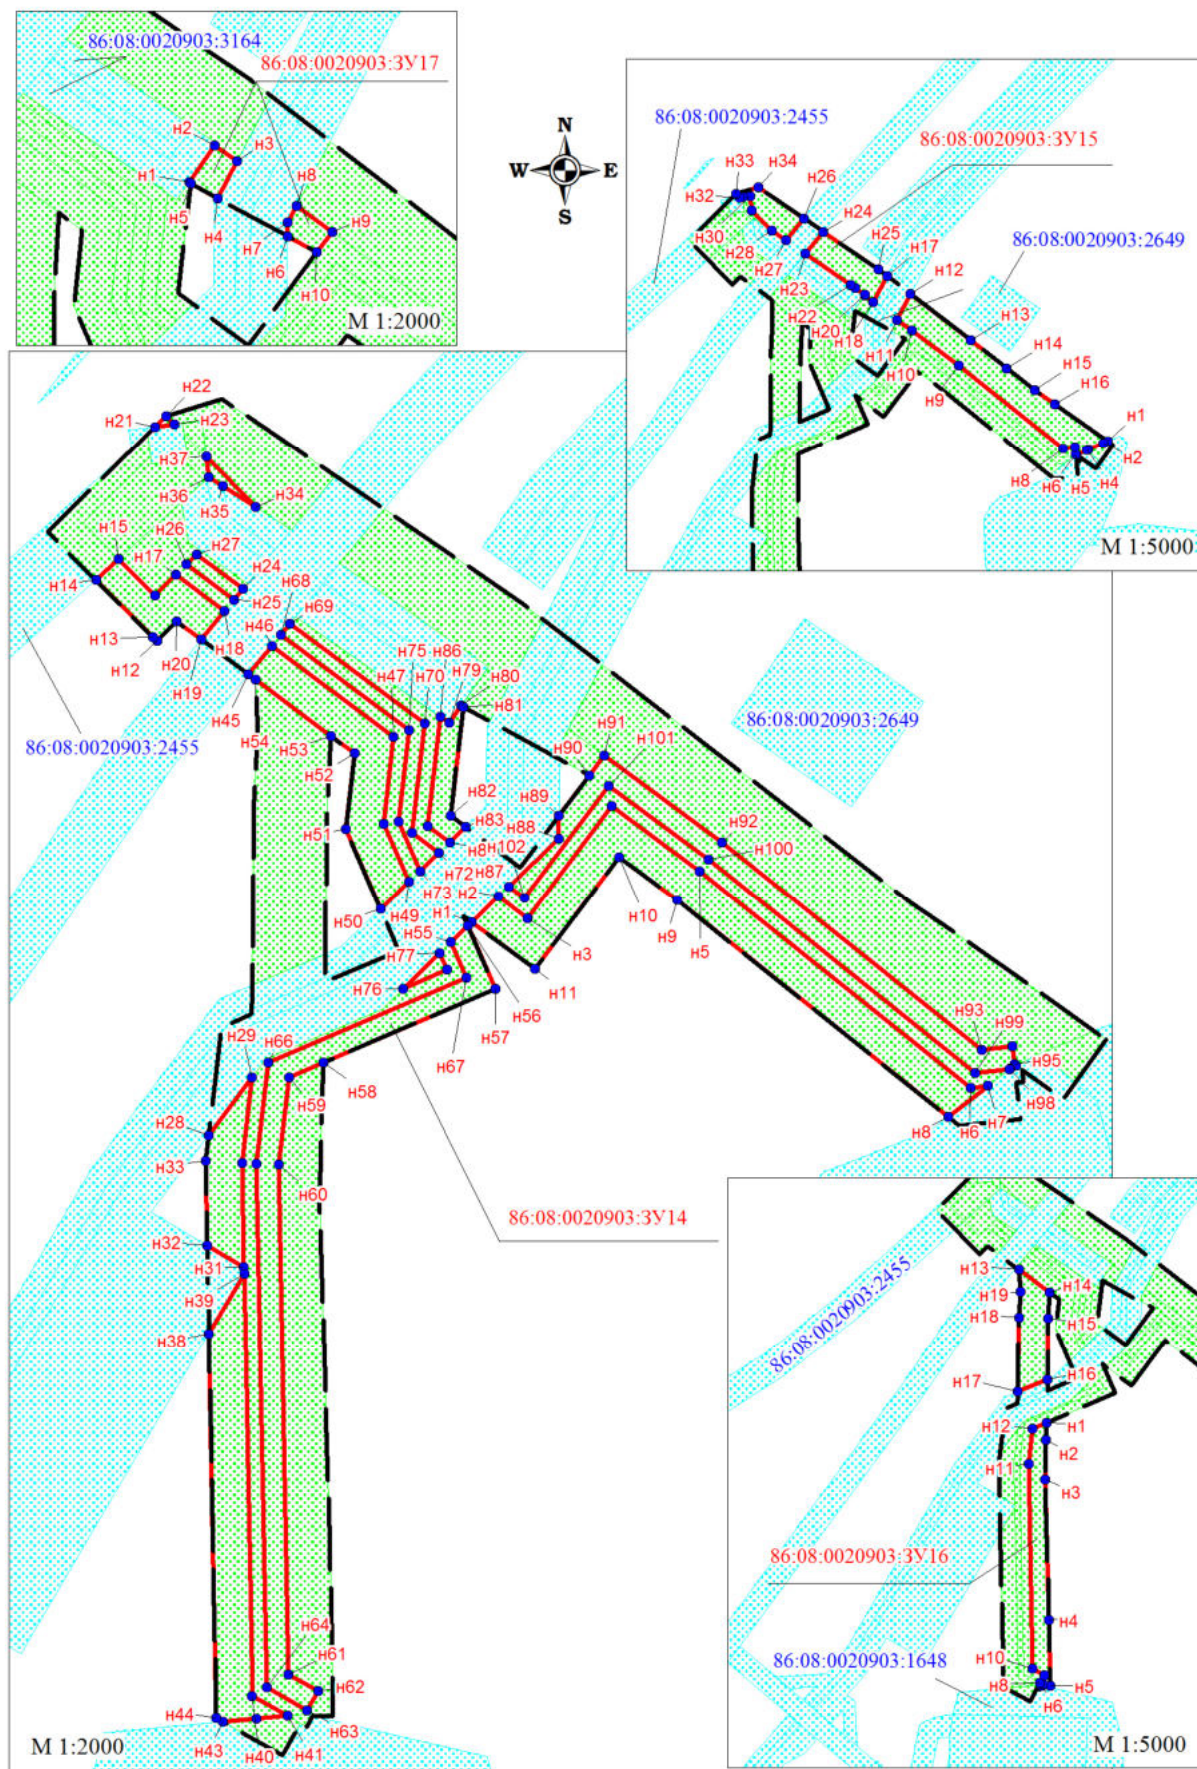 86:08:0020903:3164
86:08:0020903:ЗУ17
Н2
Н3
Н1
Н8
Н5
Н4
Н9
Н7
Н6
Н10
М 1:2000
N
W E
S
86:08:0020903:2455
86:08:0020903:ЗУ15
86:08:0020903:2649
Н33
Н34
Н32
Н26
Н24
Н30
Н25
Н28
Н17
Н12
Н27
Н23
Н13
Н22
Н20
Н18
Н14
Н11
Н15
Н10
Н16
Н9
Н1
Н2
Н8
Н6
Н5
Н4
М 1:5000
Н22
Н21
Н23
Н37
Н36
Н34
Н35
Н15
Н26
Н27
Н17
Н24
Н14
Н68
Н25
Н69
Н46
Н13
Н75
Н86
Н12
Н20
Н18
Н47
Н70
Н79
Н80
Н19
Н81
Н45
86:08:0020903:2455
86:08:0020903:2649
Н54
Н53
Н91
Н90
Н101
Н52
Н82
Н89
Н51
Н83
Н92
Н8
Н102
Н88
Н100
Н72
Н87
Н73
Н2
Н50
Н49
Н1
Н10
Н9
Н5
Н3
Н55
Н77
Н11
Н76
Н56
Н57
Н93
Н99
Н29
Н66
Н67
Н95
Н58
Н59
Н98
Н28
Н8
Н6
Н7
Н33
Н60
86:08:0020903:ЗУ14
Н32
Н31
Н39
Н38
Н64
Н61
Н62
Н44
Н43
Н40
Н41
Н63
М 1:2000
86:08:0020903:2455
Н13
Н14
Н19
Н18
Н15
Н17
Н16
Н12
Н1
Н2
Н11
Н3
86:08:0020903:ЗУ16
Н4
Н10
86:08:0020903:1648
Н8
Н5
Н6
М 1:5000